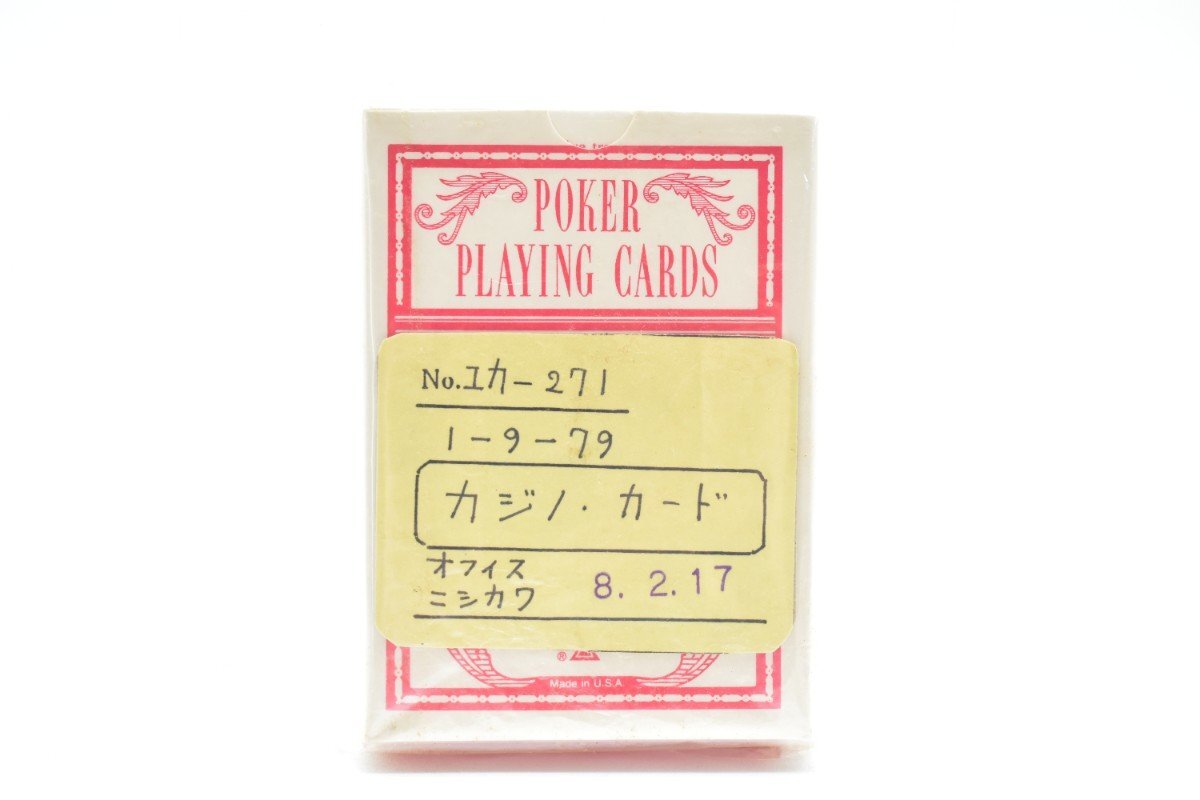 POKER
PLAYING CARDS
No.ユカー271
1-9-79
カジノ・カード
オフィス
ニシカワ
8. 2.17
®
Made in U.S.A.